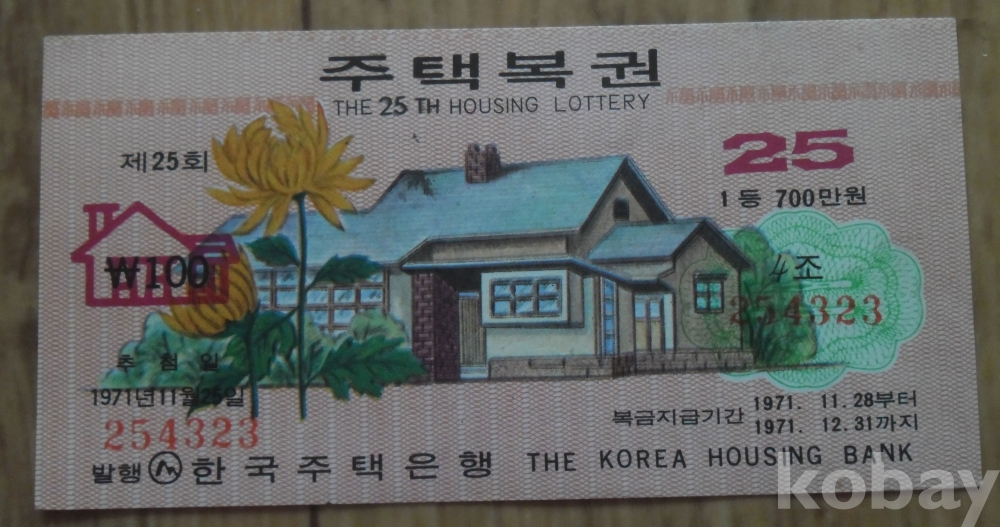 주택복권
THE 25 TH HOUSING LOTTERY
제25회
25
1등 700만원
₩100
4조
254323
추첨일
1971년11월25일
254323
복금지급기간 1971. 11.28부터
1971. 12.31까지
발행 한국주택은행 THE KOREA HOUSING BANK
kobay